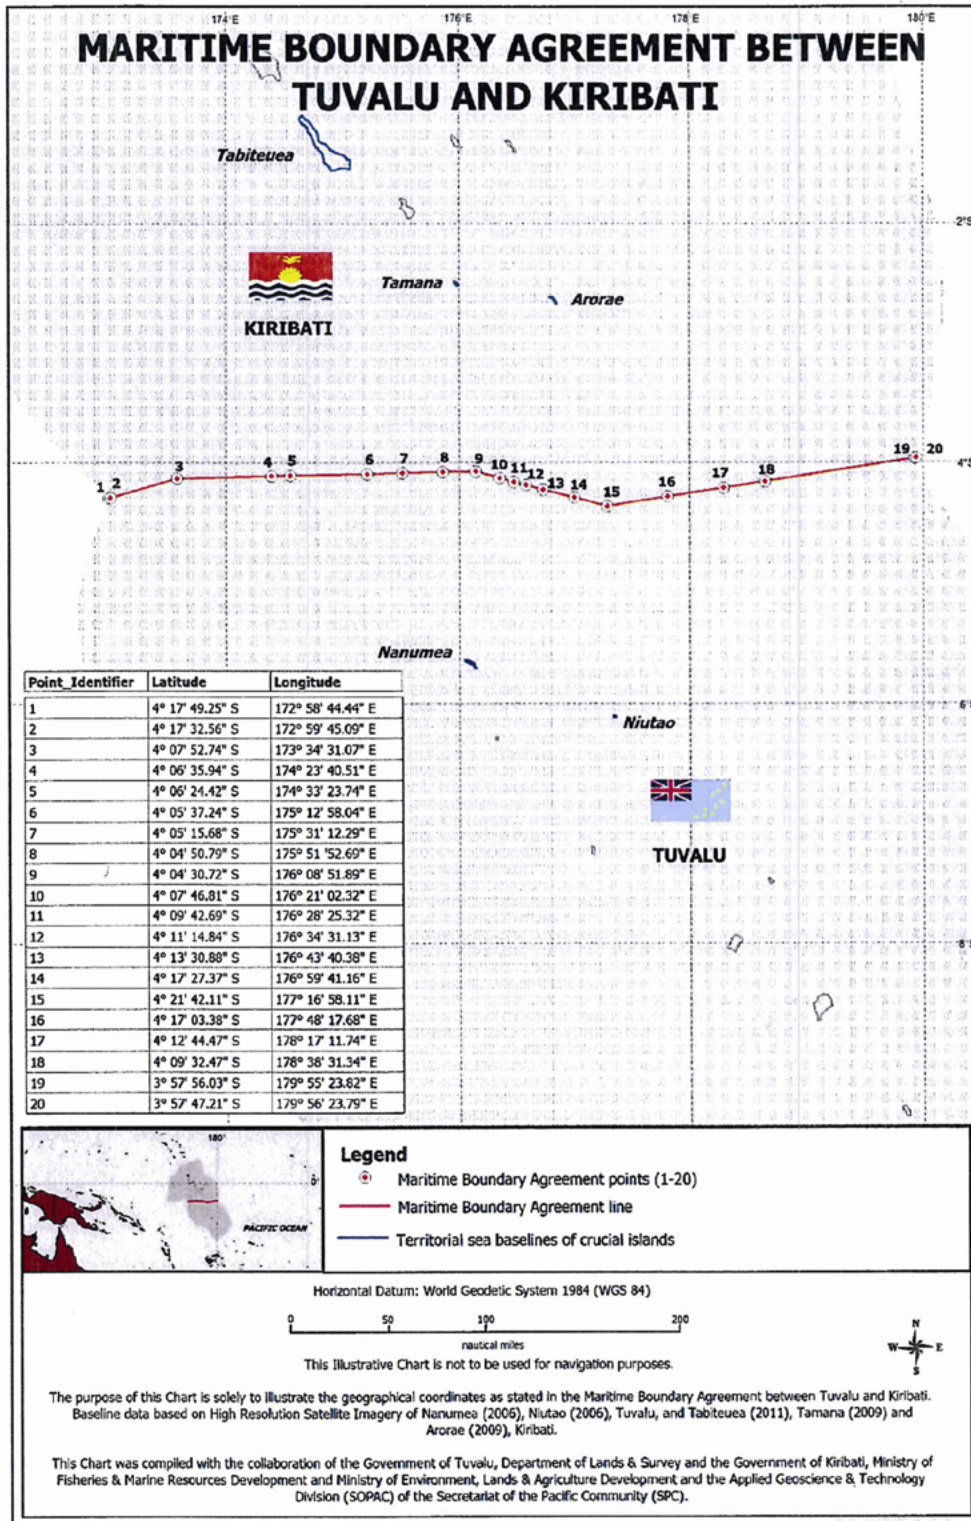 174°E 176°E 178°E 180°E
MARITIME BOUNDARY AGREEMENT BETWEEN
TUVALU AND KIRIBATI
Tabiteuea
2°S
Tamana
Arorae
KIRIBATI
4°S
1 2 3 4 5 6 7 8 9 10 11 12 13 14 15 16 17 18 19 20
Nanumea
6°S
Niutao
TUVALU
8°S
Point_Identifier Latitude Longitude
1 4° 17' 49.25" S 172° 58' 44.44" E
2 4° 17' 32.56" S 172° 59' 45.09" E
3 4° 07' 52.74" S 173° 34' 31.07" E
4 4° 06' 35.94" S 174° 23' 40.51" E
5 4° 06' 24.42" S 174° 33' 23.74" E
6 4° 05' 37.24" S 175° 12' 58.04" E
7 4° 05' 15.68" S 175° 31' 12.29" E
8 4° 04' 50.79" S 175° 51 '52.69" E
9 4° 04' 30.72" S 176° 08' 51.89" E
10 4° 07' 46.81" S 176° 21' 02.32" E
11 4° 09' 42.69" S 176° 28' 25.32" E
12 4° 11' 14.84" S 176° 34' 31.13" E
13 4° 13' 30.88" S 176° 43' 40.38" E
14 4° 17' 27.37" S 176° 59' 41.16" E
15 4° 21' 42.11" S 177° 16' 58.11" E
16 4° 17' 03.38" S 177° 48' 17.68" E
17 4° 12' 44.47" S 178° 17' 11.74" E
18 4° 09' 32.47" S 178° 38' 31.34" E
19 3° 57' 56.03" S 179° 55' 23.82" E
20 3° 57' 47.21" S 179° 56' 23.79" E
180°
0°
PACIFIC OCEAN
Legend
Maritime Boundary Agreement points (1-20)
Maritime Boundary Agreement line
Territorial sea baselines of crucial islands
Horizontal Datum: World Geodetic System 1984 (WGS 84)
0 50 100 200
nautical miles
N
W E
S
This Illustrative Chart is not to be used for navigation purposes.
The purpose of this Chart is solely to illustrate the geographical coordinates as stated in the Maritime Boundary Agreement between Tuvalu and Kiribati.
Baseline data based on High Resolution Satellite Imagery of Nanumea (2006), Niutao (2006), Tuvalu, and Tabiteuea (2011), Tamana (2009) and
Arorae (2009), Kiribati.
This Chart was compiled with the collaboration of the Government of Tuvalu, Department of Lands & Survey and the Government of Kiribati, Ministry of
Fisheries & Marine Resources Development and Ministry of Environment, Lands & Agriculture Development and the Applied Geoscience & Technology
Division (SOPAC) of the Secretariat of the Pacific Community (SPC).